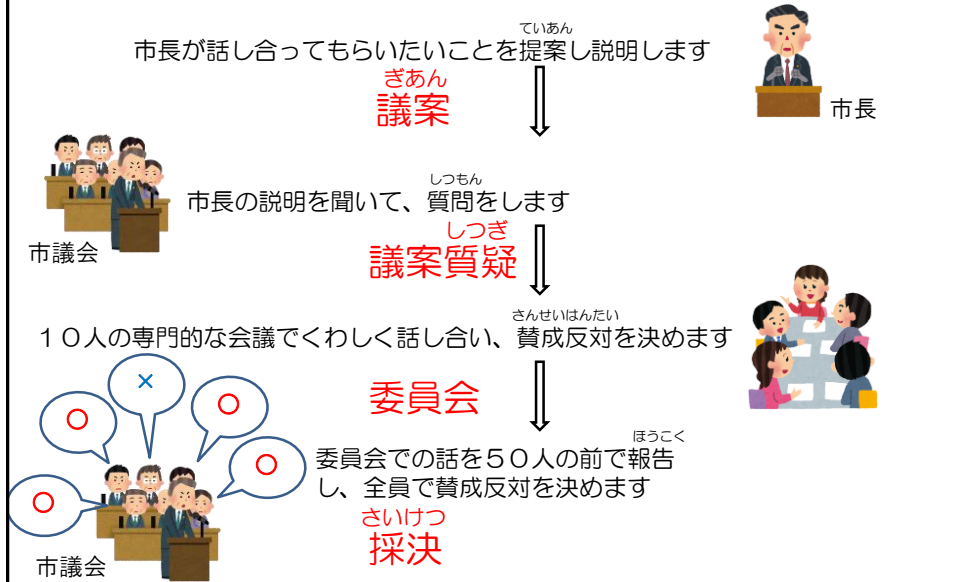 ていあん
市長が話し合ってもらいたいことを提案し説明します
ぎあん
議案
市長
しつもん
市長の説明を聞いて、質問をします
市議会
しつぎ
議案質疑
さんせいはんたい
１０人の専門的な会議でくわしく話し合い、賛成反対を決めます
委員会
×
〇
〇
〇
〇
ほうこく
委員会での話を５０人の前で報告
し、全員で賛成反対を決めます
さいけつ
採決
市議会